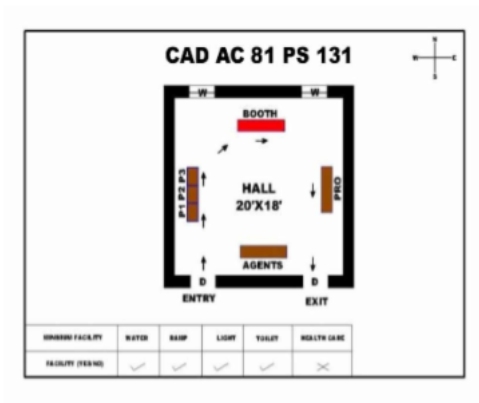 CAD AC 81 PS 131
N
W E
S
W W
BOOTH
P1 P2 P3
HALL
20'X18'
PRO
AGENTS
D D
ENTRY EXIT
FACILITY WATER RAMP LIGHT TOILET HEALTH CARE
FACILITY (YES/NO)